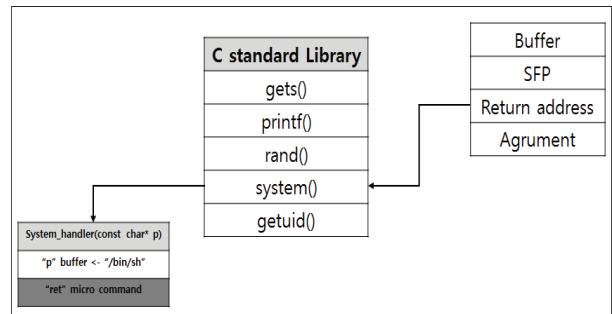 C standard Library
gets()
printf()
rand()
system()
getuid()
Buffer
SFP
Return address
Agrument
System_handler(const char* p)
"p" buffer <- "/bin/sh"
"ret" micro command